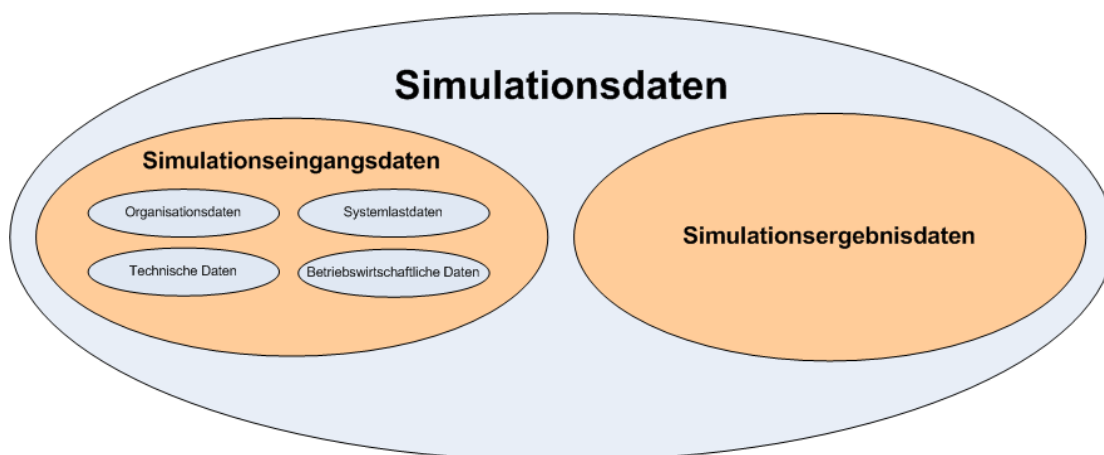 Simulationsdaten
Simulationseingangsdaten
Organisationsdaten
Systemlastdaten
Technische Daten
Betriebswirtschaftliche Daten
Simulationsergebnisdaten